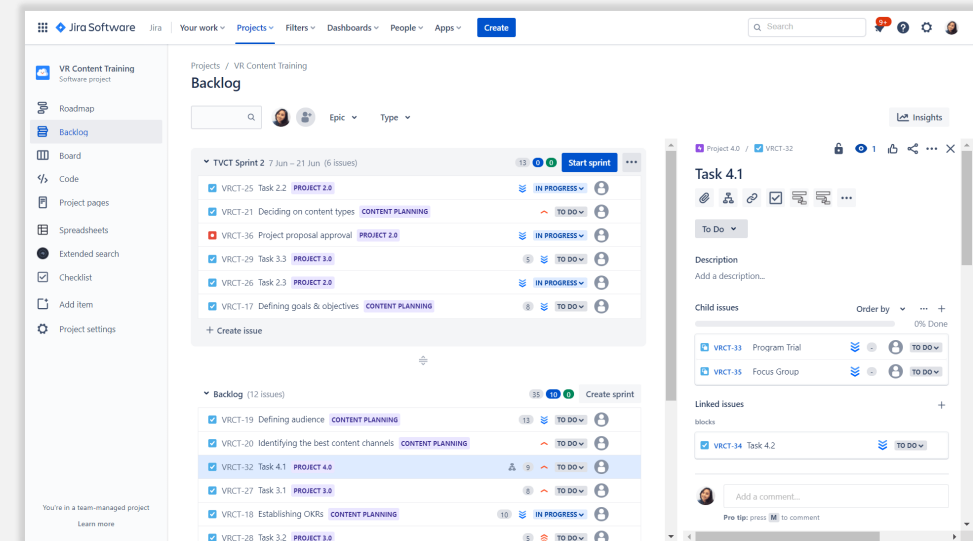 Jira Software
Jira
Your work
Projects
Filters
Dashboards
People
Apps
Create
Search
9+
VR Content Training
Software project
Roadmap
Backlog
Board
Code
Project pages
Spreadsheets
Extended search
Checklist
Add item
Project settings
You're in a team-managed project
Learn more
Projects / VR Content Training
Backlog
Epic
Type
Insights
TVCT Sprint 2 7 Jun – 21 Jun (6 issues) 13 0 0 Start sprint
VRCT-25 Task 2.2 PROJECT 2.0 IN PROGRESS
VRCT-21 Deciding on content types CONTENT PLANNING TO DO
VRCT-36 Project proposal approval PROJECT 2.0 IN PROGRESS
VRCT-29 Task 3.3 PROJECT 3.0 5 TO DO
VRCT-26 Task 2.3 PROJECT 2.0 IN PROGRESS
VRCT-17 Defining goals & objectives CONTENT PLANNING 8 TO DO
+ Create issue
Backlog (12 issues) 35 10 0 Create sprint
VRCT-19 Defining audience CONTENT PLANNING 13 TO DO
VRCT-20 Identifying the best content channels CONTENT PLANNING TO DO
VRCT-32 Task 4.1 PROJECT 4.0 9 TO DO
VRCT-27 Task 3.1 PROJECT 3.0 8 TO DO
VRCT-18 Establishing OKRs CONTENT PLANNING 10 IN PROGRESS
VRCT-28 Task 3.2 PROJECT 3.0 5 TO DO
Project 4.0 / VRCT-32 1
Task 4.1
To Do
Description
Add a description...
Child issues Order by
0% Done
VRCT-33 Program Trial - TO DO
VRCT-35 Focus Group - TO DO
Linked issues
blocks
VRCT-34 Task 4.2 TO DO
Add a comment...
Pro tip: press M to comment